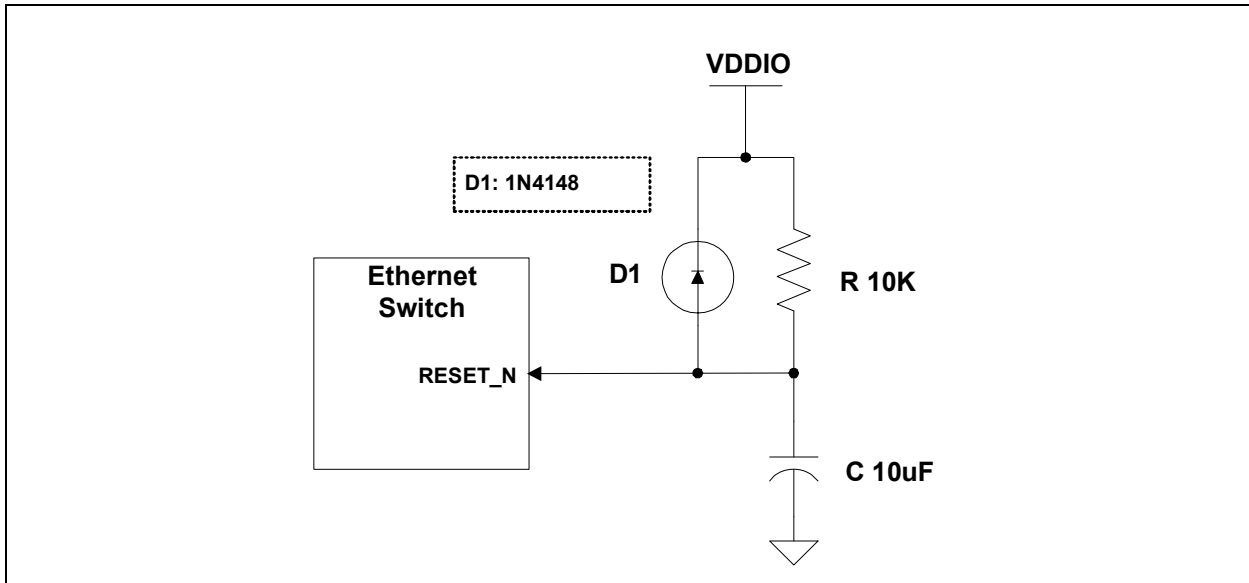 VDDIO
D1: 1N4148
Ethernet
Switch
D1
R 10K
RESET_N
C 10uF